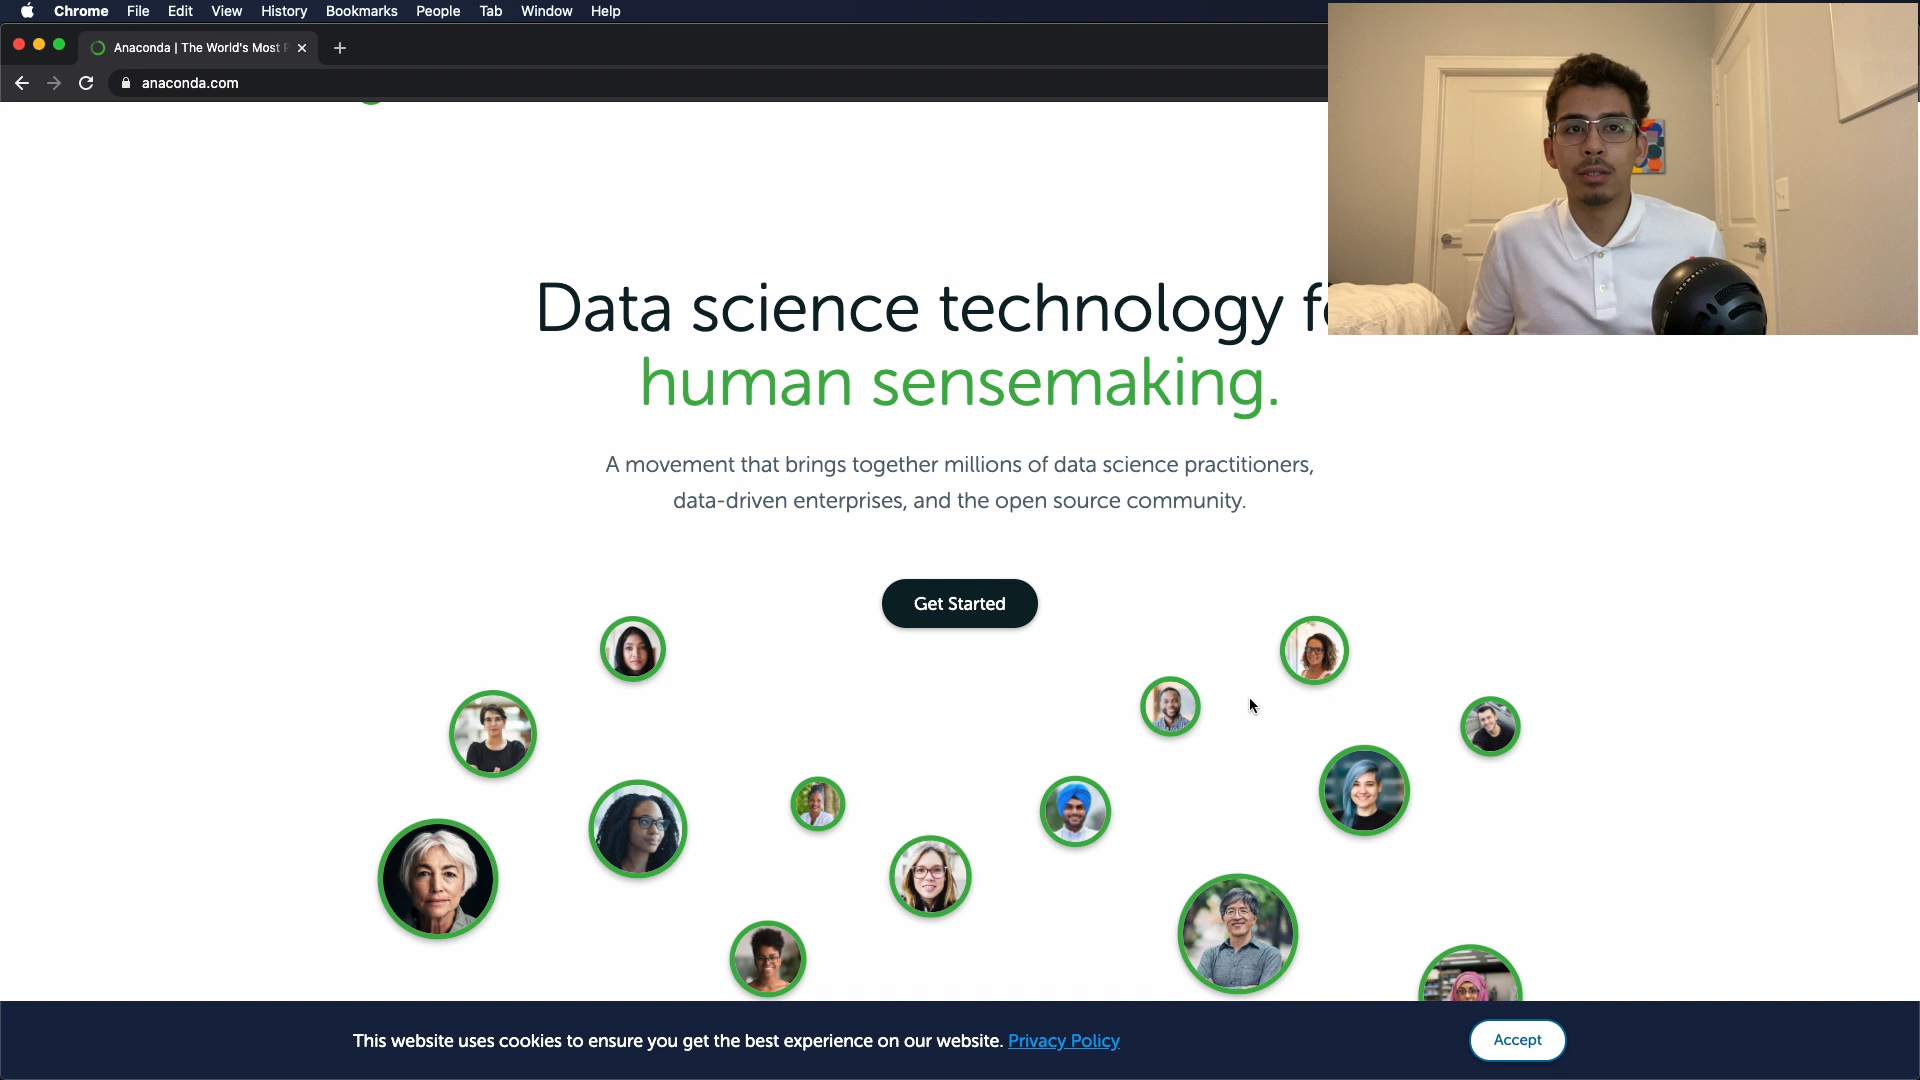 Chrome File Edit View History Bookmarks People Tab Window Help
Anaconda | The World's Most
anaconda.com
Data science technology
human sensemaking.
A movement that brings together millions of data science practitioners,
data-driven enterprises, and the open source community.
Get Started
This website uses cookies to ensure you get the best experience on our website. Privacy Policy
Accept